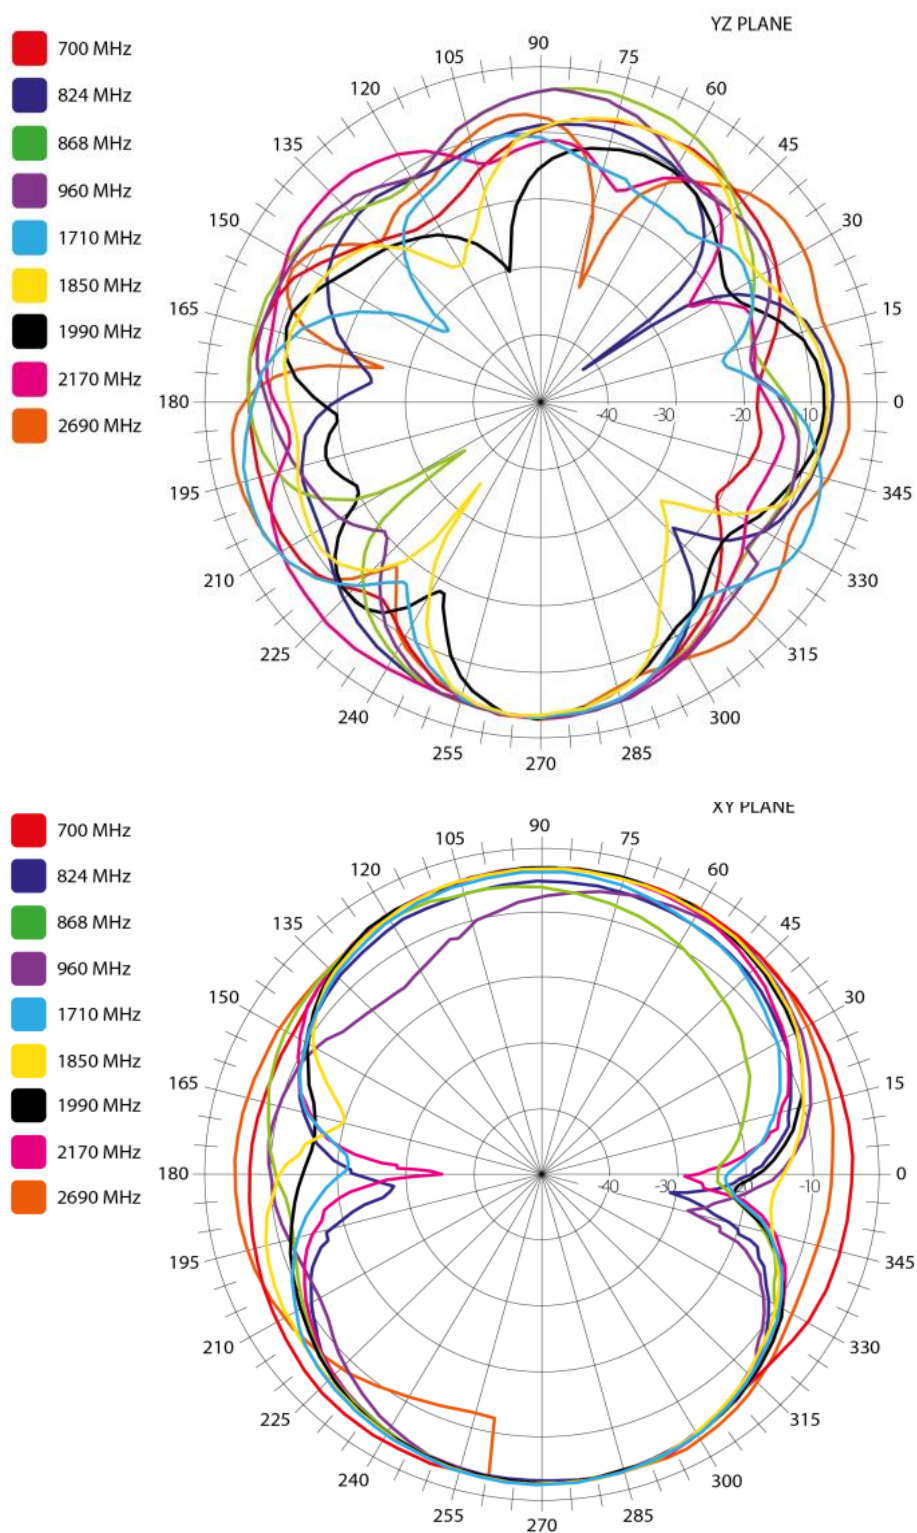 YZ PLANE
700 MHz
824 MHz
868 MHz
960 MHz
1710 MHz
1850 MHz
1990 MHz
2170 MHz
2690 MHz
90
105 75
120 60
135 45
150 30
165 15
180 -40 -30 -20 -10 0
195 345
210 330
225 315
240 300
255 285
270
XY PLANE
700 MHz
824 MHz
868 MHz
960 MHz
1710 MHz
1850 MHz
1990 MHz
2170 MHz
2690 MHz
90
105 75
120 60
135 45
150 30
165 15
180 -40 -30 -20 -10 0
195 345
210 330
225 315
240 300
255 285
270